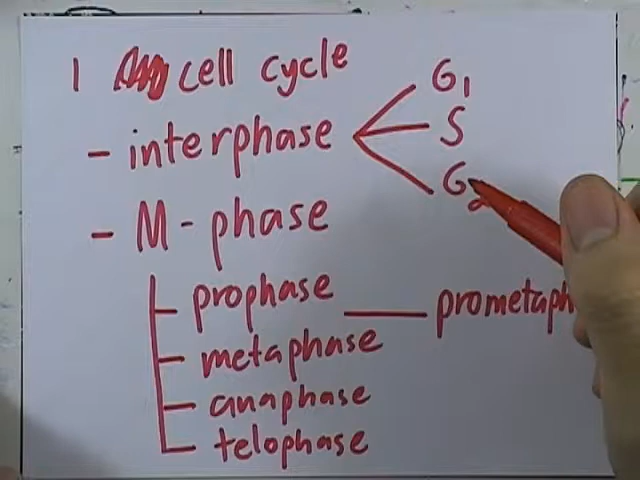 1 cell cycle
- interphase G1
S
G2
- M-phase
prophase — prometaph
metaphase
anaphase
telophase